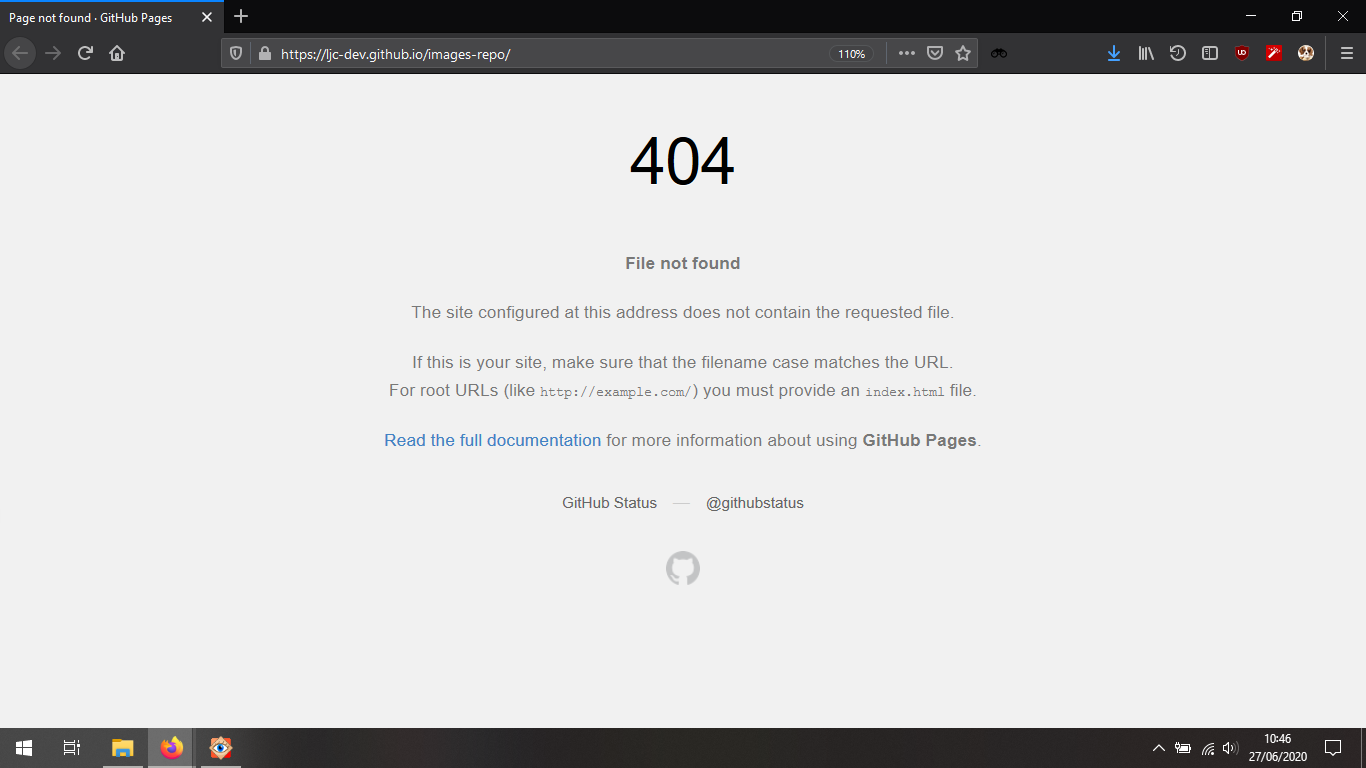 Page not found · GitHub Pages
https://ljc-dev.github.io/images-repo/
110%
UD
404
File not found
The site configured at this address does not contain the requested file.
If this is your site, make sure that the filename case matches the URL.
For root URLs (like http://example.com/) you must provide an index.html file.
Read the full documentation for more information about using GitHub Pages.
GitHub Status — @githubstatus
10:46
27/06/2020